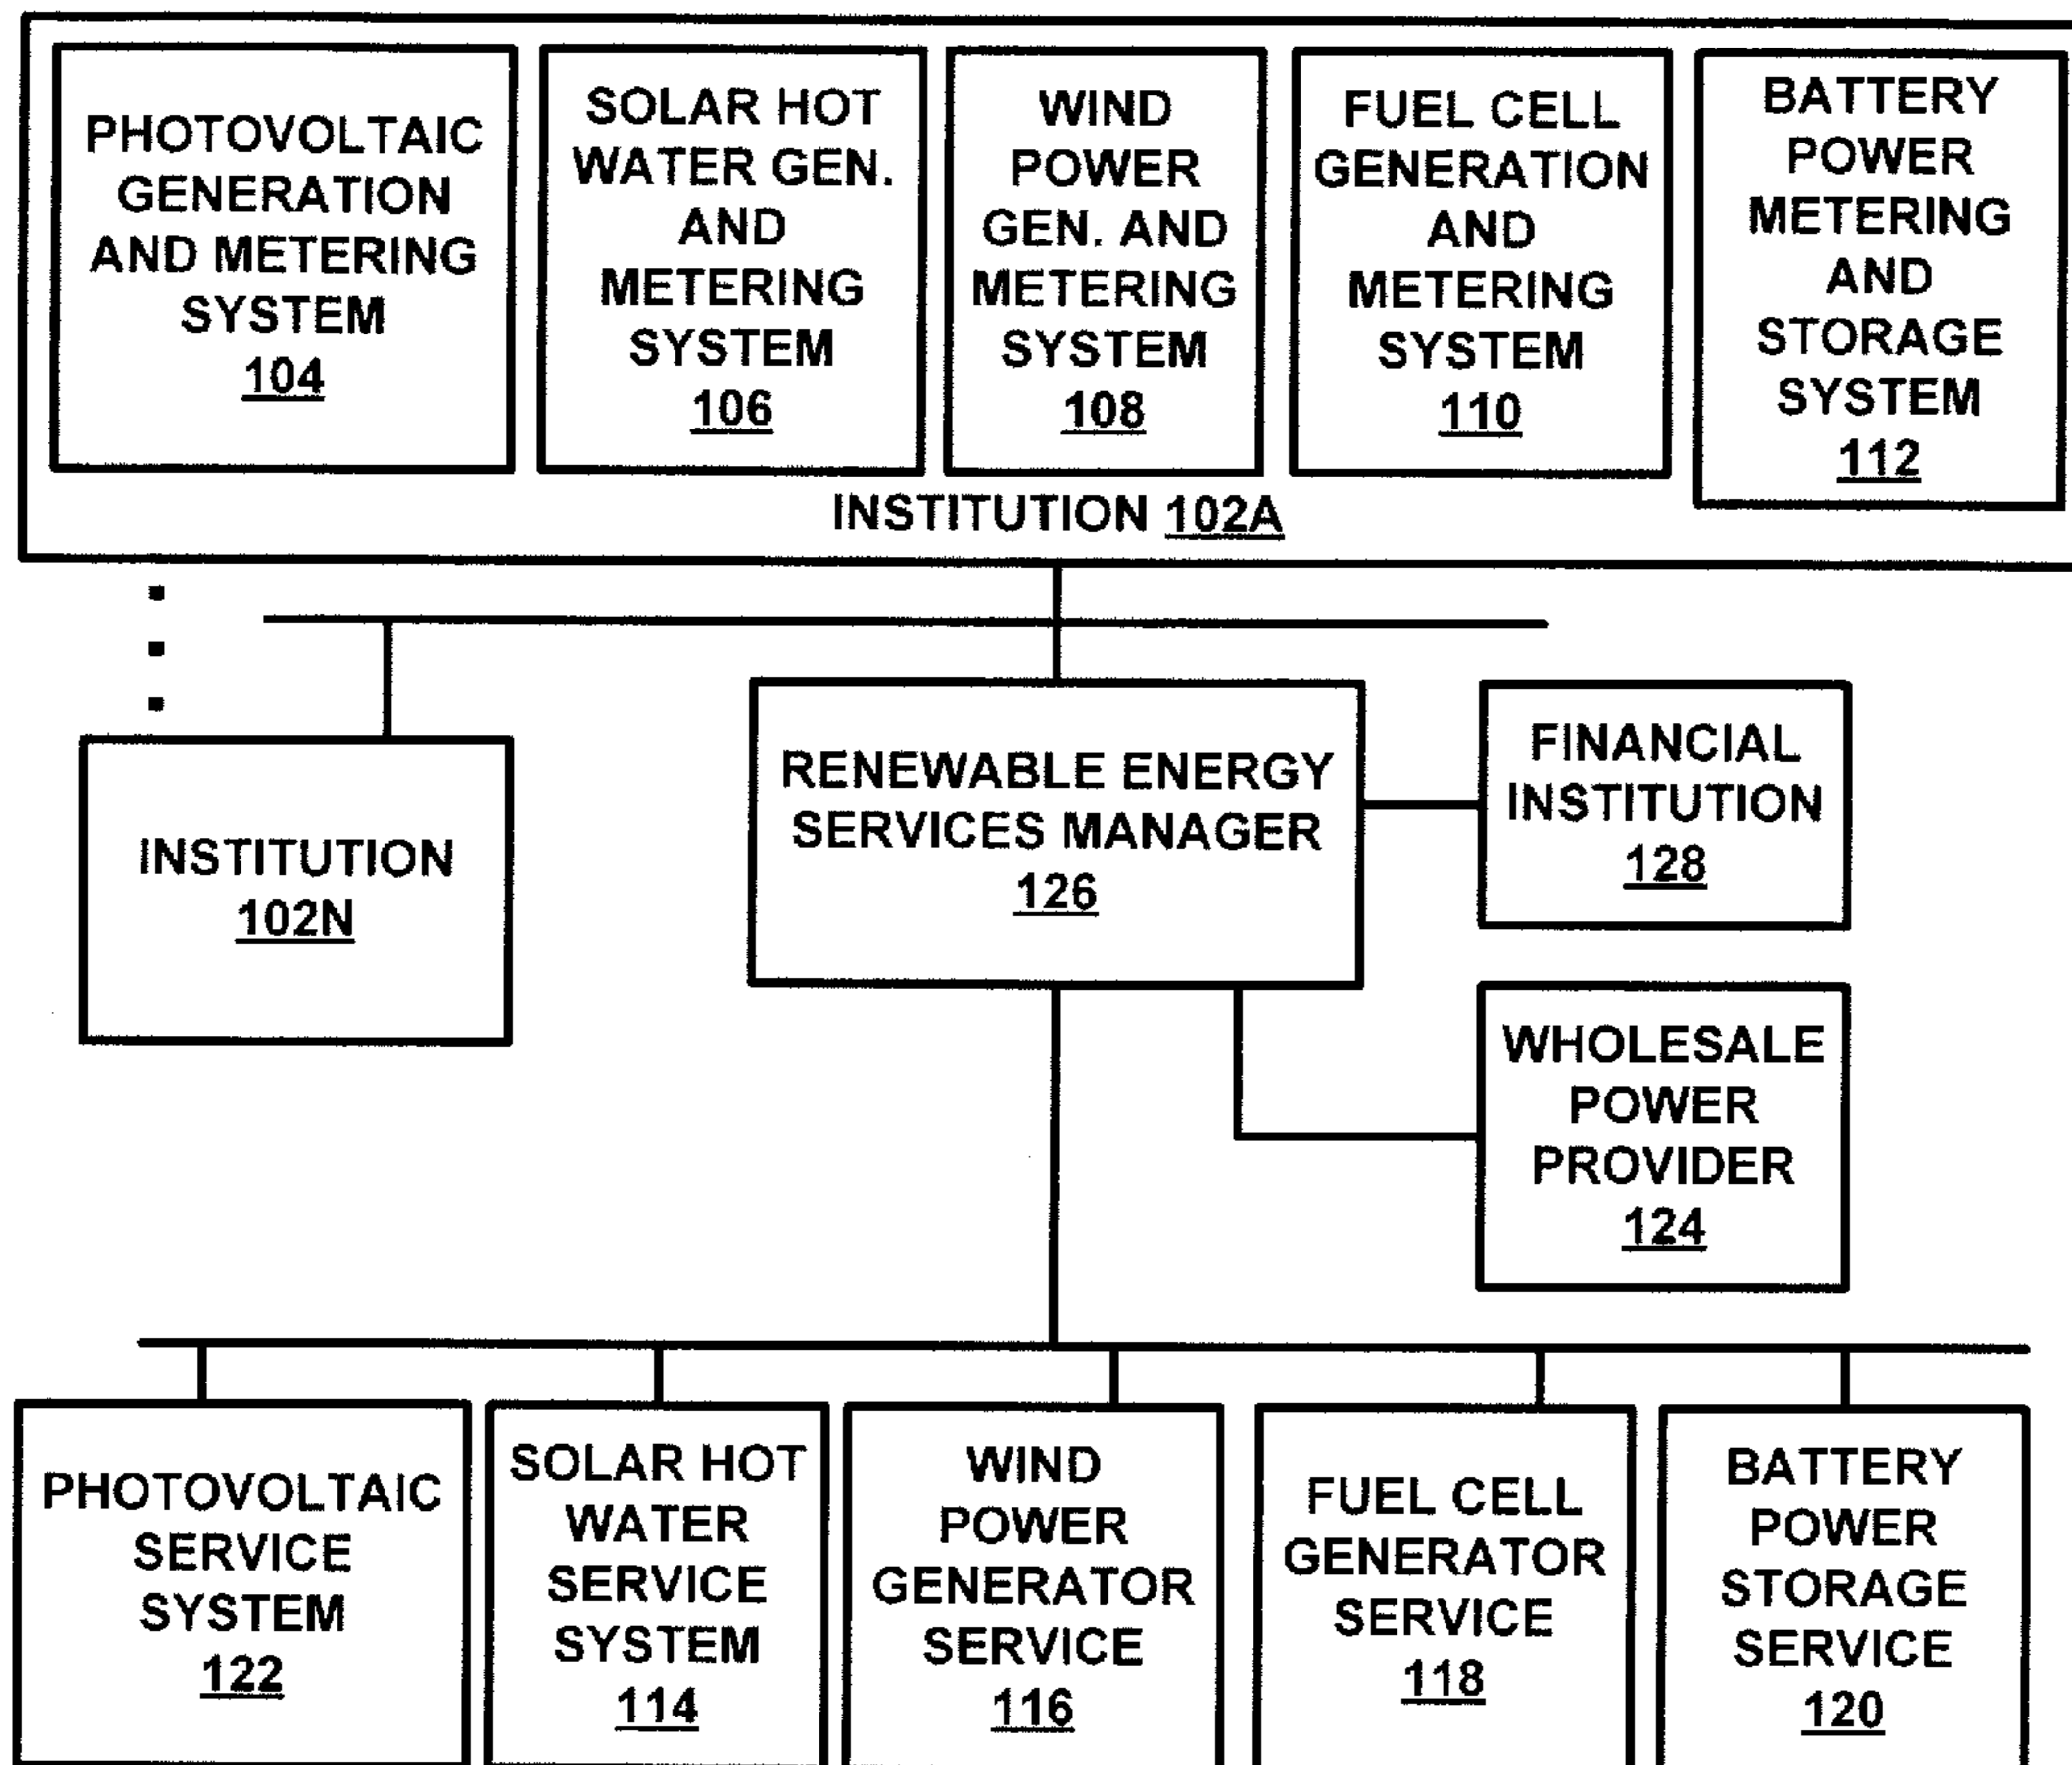 PHOTOVOLTAIC
GENERATION
AND METERING
SYSTEM
104
SOLAR HOT
WATER GEN.
AND
METERING
SYSTEM
106
WIND
POWER
GEN. AND
METERING
SYSTEM
108
FUEL CELL
GENERATION
AND
METERING
SYSTEM
110
BATTERY
POWER
METERING
AND
STORAGE
SYSTEM
112
INSTITUTION 102A
INSTITUTION
102N
RENEWABLE ENERGY
SERVICES MANAGER
126
FINANCIAL
INSTITUTION
128
WHOLESALE
POWER
PROVIDER
124
PHOTOVOLTAIC
SERVICE
SYSTEM
122
SOLAR HOT
WATER
SERVICE
SYSTEM
114
WIND
POWER
GENERATOR
SERVICE
116
FUEL CELL
GENERATOR
SERVICE
118
BATTERY
POWER
STORAGE
SERVICE
120